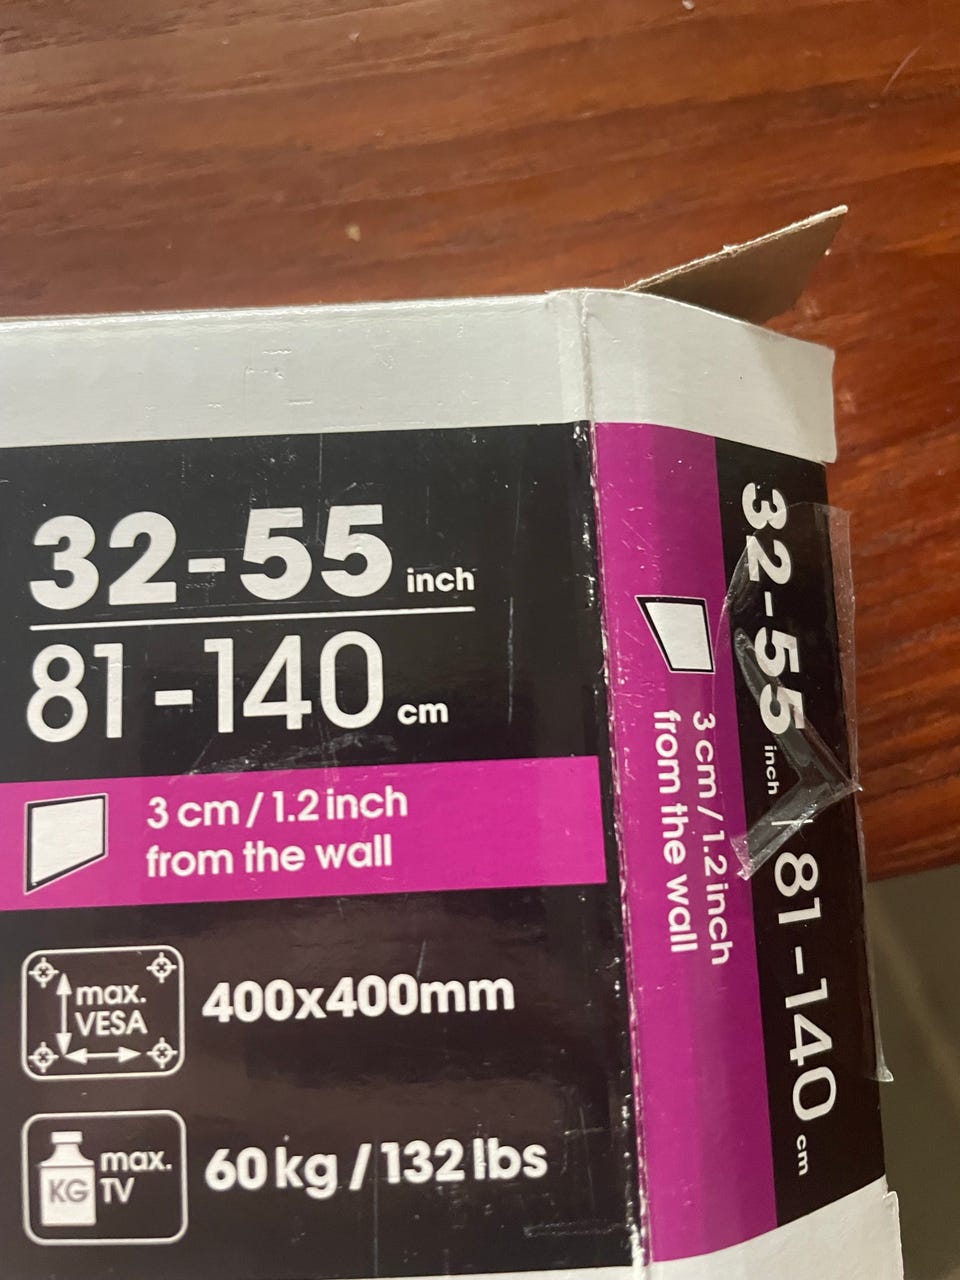 32-55 inch
81-140 cm
3 cm / 1.2 inch
from the wall
max.
VESA
400x400mm
KG
max.
TV
60 kg / 132 lbs
32-55 inch / 81-140 cm
3 cm / 1.2 inch
from the wall